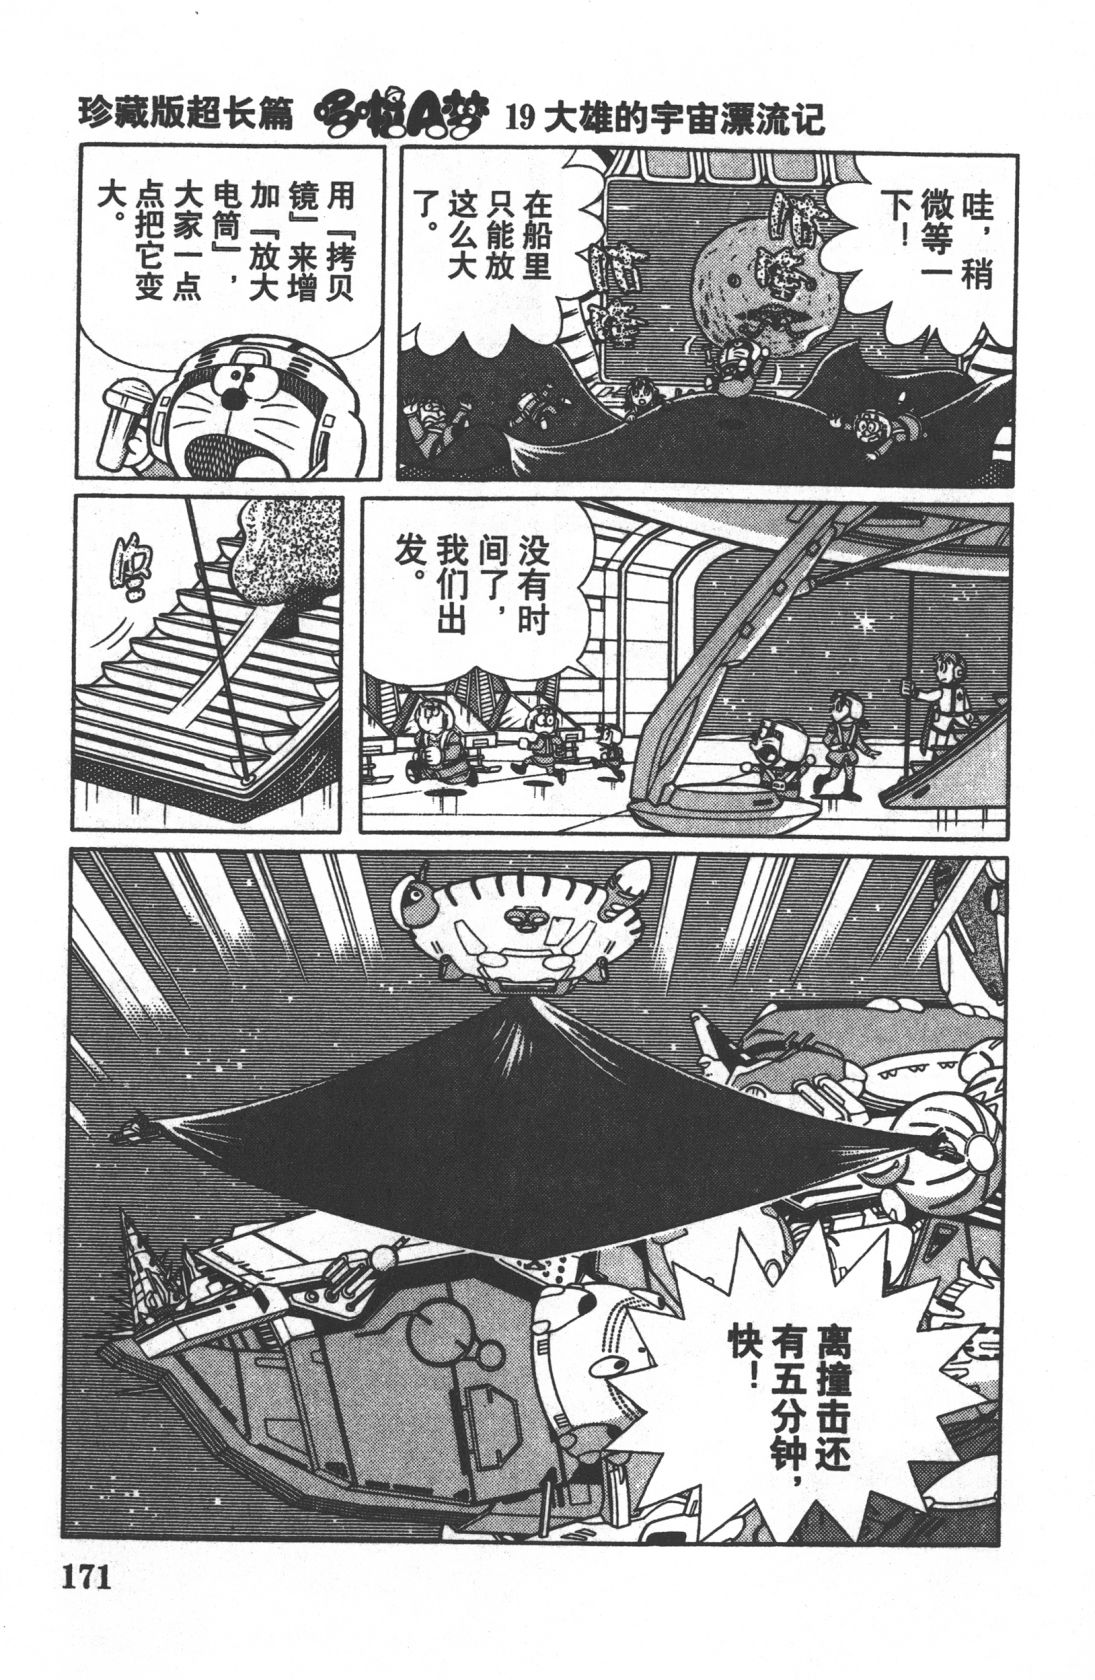 珍藏版超长篇 哆啦A梦 19 大雄的宇宙漂流记
哇，稍
微等一
下！
在船里
只能放
这么大
了。
用『拷贝
镜』来增
加『放大
电筒』，
大家一点
点把它变
大。
没有时
间了，
我们出
发。
离撞击还
有五分钟，
快！
171